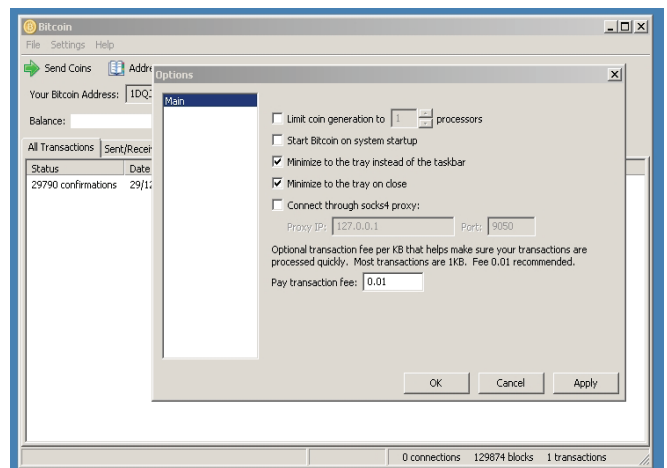 Bitcoin
File Settings Help
Send Coins
Options
Your Bitcoin Address:
Main
Limit coin generation to 1 processors
Balance:
Start Bitcoin on system startup
All Transactions
Minimize to the tray instead of the taskbar
Status Date
Minimize to the tray on close
29790 confirmations
Connect through socks4 proxy:
Proxy IP: 127.0.0.1 Port: 9050
Optional transaction fee per KB that helps make sure your transactions are
processed quickly. Most transactions are 1KB. Fee 0.01 recommended.
Pay transaction fee: 0.01
OK Cancel Apply
0 connections 129874 blocks 1 transactions